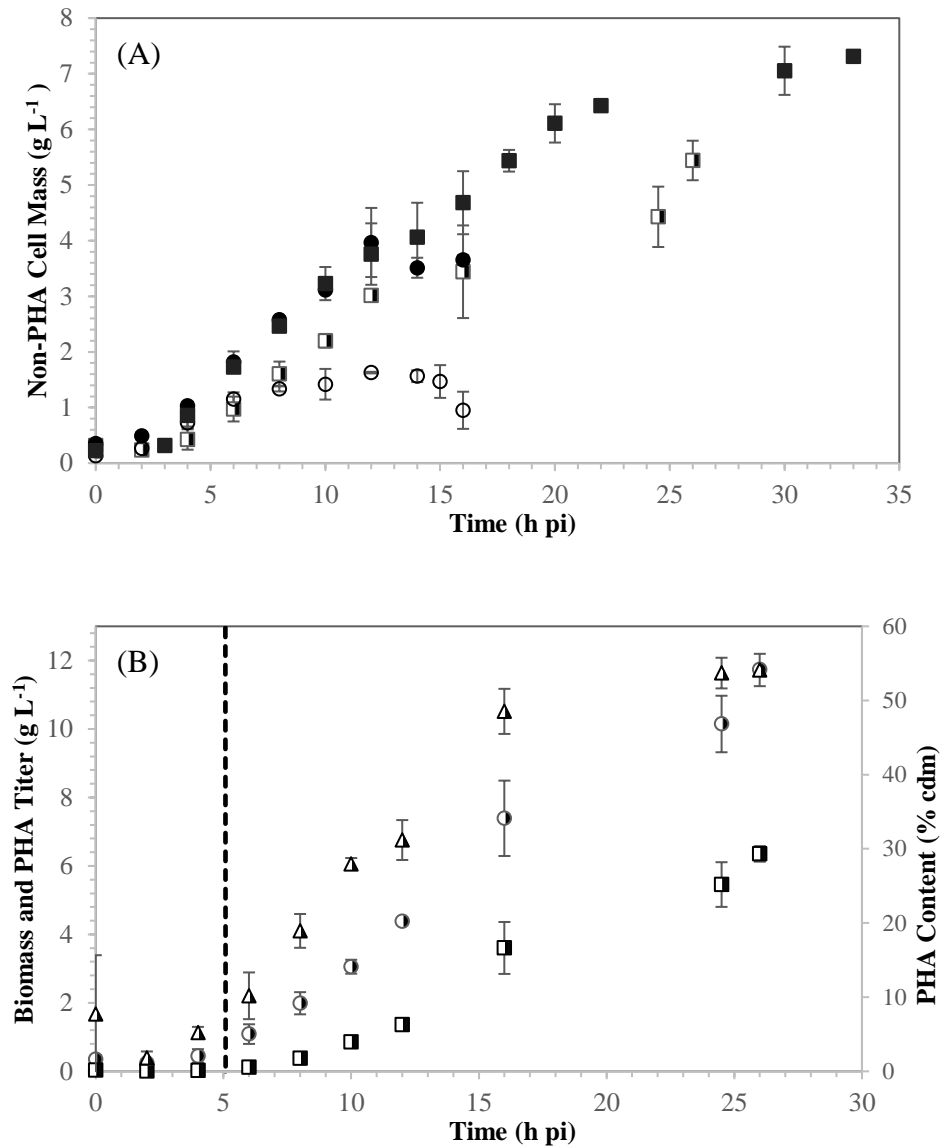 (A)
Non-PHA Cell Mass (g L⁻¹ )
8
7
6
5
4
3
2
1
0
0 5 10 15 20 25 30 35
Time (h pi)
(B)
Biomass and PHA Titer (g L⁻¹)
12
10
8
6
4
2
0
60
50
40
30
20
10
0
PHA Content (% cdm)
0 5 10 15 20 25 30
Time (h pi)